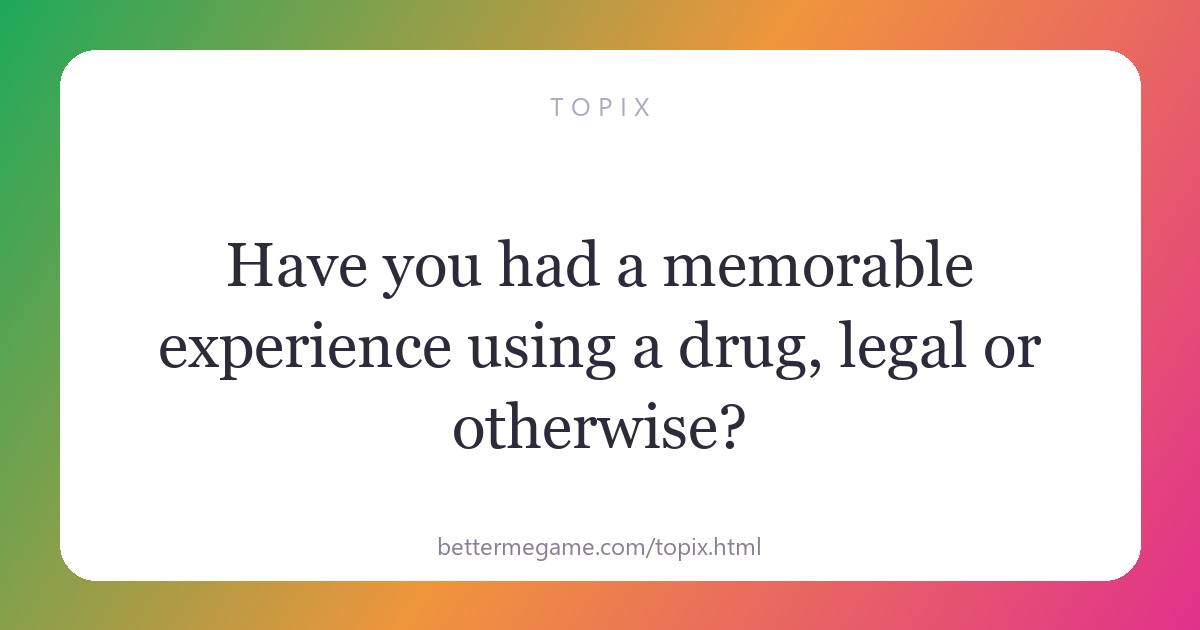 TOPIX
Have you had a memorable
experience using a drug, legal or
otherwise?
bettermegame.com/topix.html